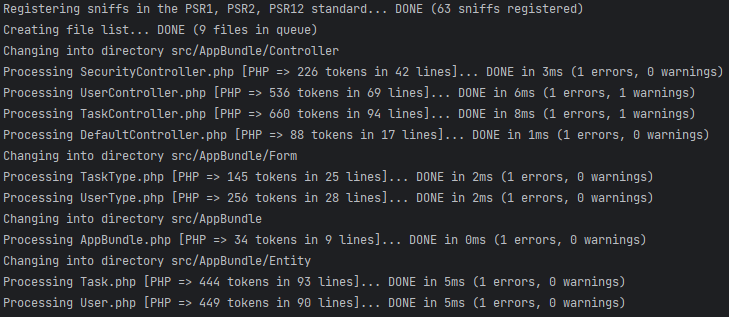 Registering sniffs in the PSR1, PSR2, PSR12 standard... DONE (63 sniffs registered)
Creating file list... DONE (9 files in queue)
Changing into directory src/AppBundle/Controller
Processing SecurityController.php [PHP => 226 tokens in 42 lines]... DONE in 3ms (1 errors, 0 warnings)
Processing UserController.php [PHP => 536 tokens in 69 lines]... DONE in 6ms (1 errors, 1 warnings)
Processing TaskController.php [PHP => 660 tokens in 94 lines]... DONE in 8ms (1 errors, 1 warnings)
Processing DefaultController.php [PHP => 88 tokens in 17 lines]... DONE in 1ms (1 errors, 0 warnings)
Changing into directory src/AppBundle/Form
Processing TaskType.php [PHP => 145 tokens in 25 lines]... DONE in 2ms (1 errors, 0 warnings)
Processing UserType.php [PHP => 256 tokens in 28 lines]... DONE in 2ms (1 errors, 0 warnings)
Changing into directory src/AppBundle
Processing AppBundle.php [PHP => 34 tokens in 9 lines]... DONE in 0ms (1 errors, 0 warnings)
Changing into directory src/AppBundle/Entity
Processing Task.php [PHP => 444 tokens in 93 lines]... DONE in 5ms (1 errors, 0 warnings)
Processing User.php [PHP => 449 tokens in 90 lines]... DONE in 5ms (1 errors, 0 warnings)